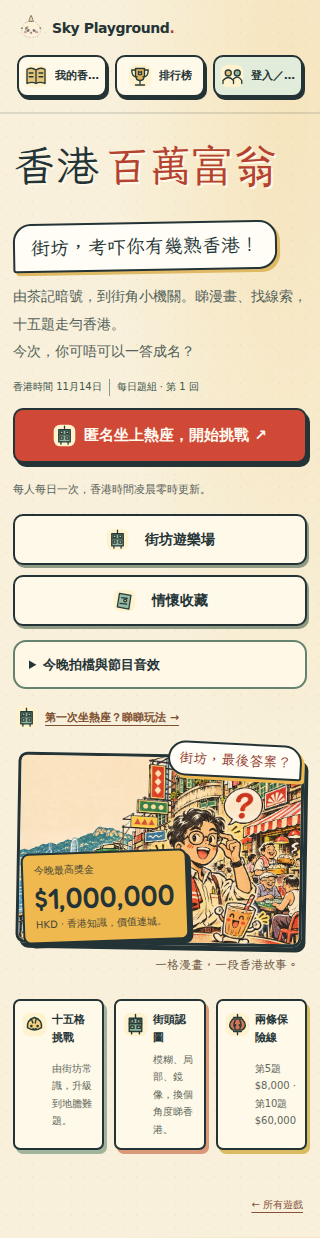 Sky Playground.
我的香…
排行榜
登入／…
香港 百萬富翁
街坊，考吓你有幾熟香港！
由茶記暗號，到街角小機關。睇漫畫、找線索，
十五題走勻香港。
今次，你可唔可以一答成名？
香港時間 11月14日
每日題組 · 第 1 回
匿名坐上熱座，開始挑戰 ↗
每人每日一次，香港時間凌晨零時更新。
街坊遊樂場
情懷收藏
▶ 今晚拍檔與節目音效
第一次坐熱座？睇睇玩法 →
街坊，最後答案？
?
今晚最高獎金
$1,000,000
HKD · 香港知識，價值連城。
一格漫畫，一段香港故事。
十五格
挑戰
由街坊常
識，升級
到地膽難
題。
街頭認
圖
模糊、局
部、鏡
像，換個
角度睇香
港。
兩條保
險線
第5題
$8,000 ·
第10題
$60,000
← 所有遊戲